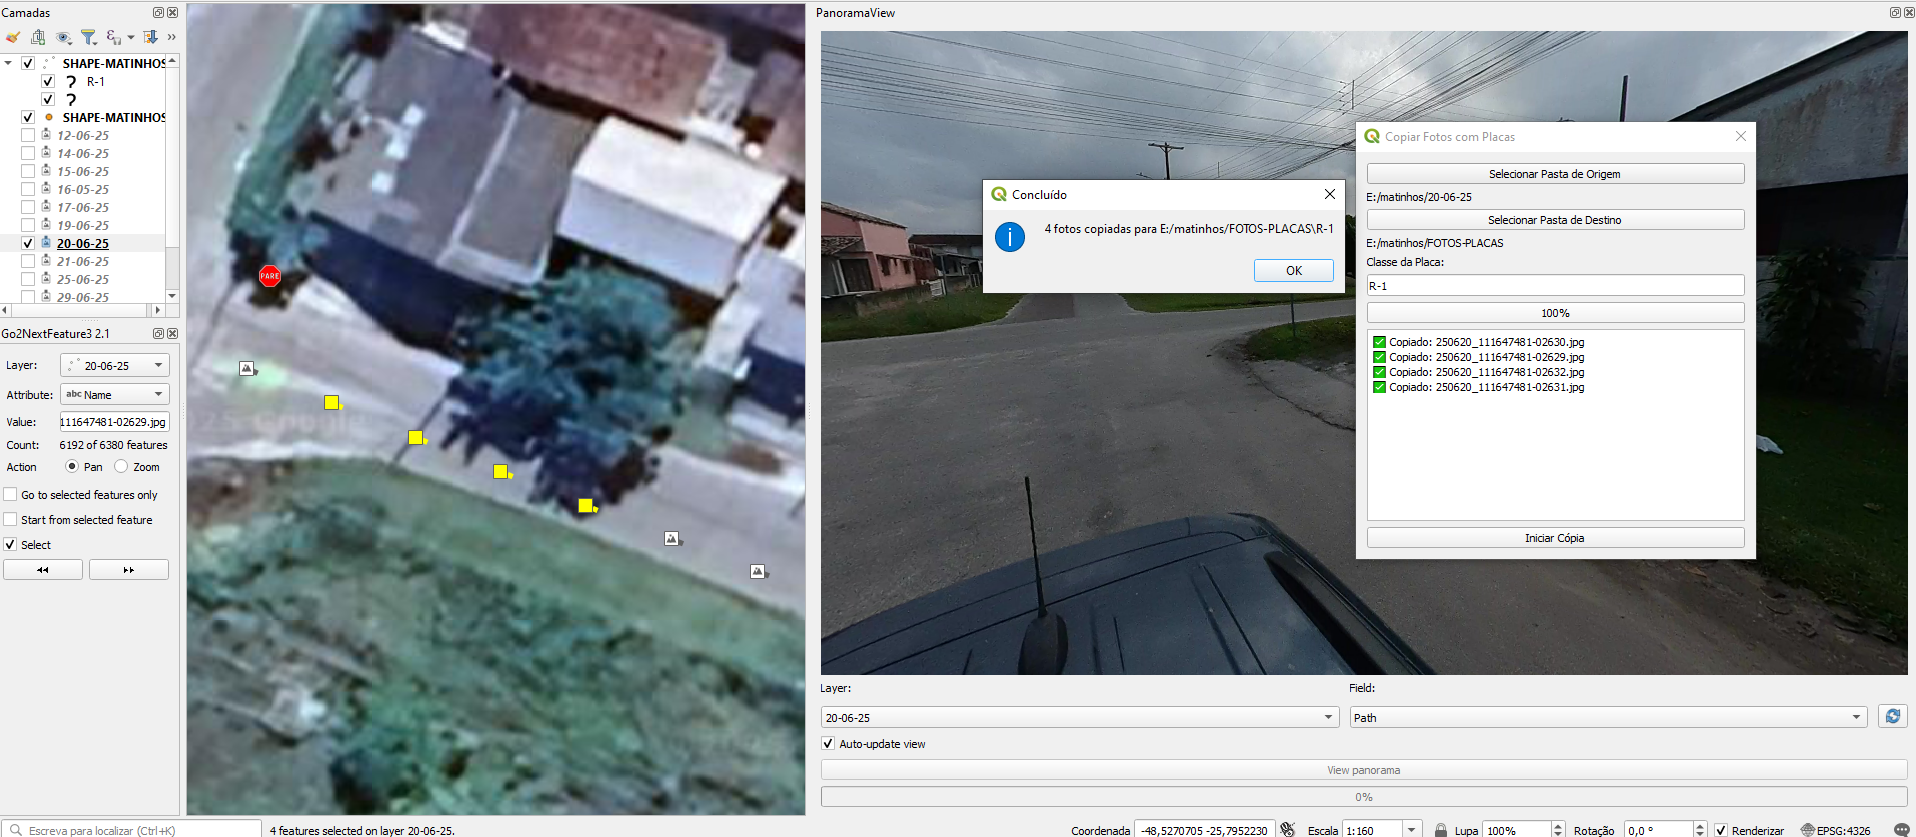 Camadas
SHAPE-MATINHOS
R-1
SHAPE-MATINHOS
12-06-25
14-06-25
15-06-25
16-05-25
17-06-25
19-06-25
20-06-25
21-06-25
25-06-25
29-06-25
Go2NextFeature3 2.1
Layer: 20-06-25
Attribute: abc Name
Value: 111647481-02629.jpg
Count: 6192 of 6380 features
Action Pan Zoom
Go to selected features only
Start from selected feature
Select
Escreva para localizar (Ctrl+K)
PARE
4 features selected on layer 20-06-25.
PanoramaView
Concluído
4 fotos copiadas para E:/matinhos/FOTOS-PLACAS\R-1
OK
Copiar Fotos com Placas
Selecionar Pasta de Origem
E:/matinhos/20-06-25
Selecionar Pasta de Destino
E:/matinhos/FOTOS-PLACAS
Classe da Placa:
R-1
100%
Copiado: 250620_111647481-02630.jpg
Copiado: 250620_111647481-02629.jpg
Copiado: 250620_111647481-02632.jpg
Copiado: 250620_111647481-02631.jpg
Iniciar Cópia
Layer: Field:
20-06-25 Path
Auto-update view
View panorama
0%
Coordenada -48,5270705 -25,7952230 Escala 1:160 Lupa 100% Rotação 0,0 ° Renderizar EPSG:4326